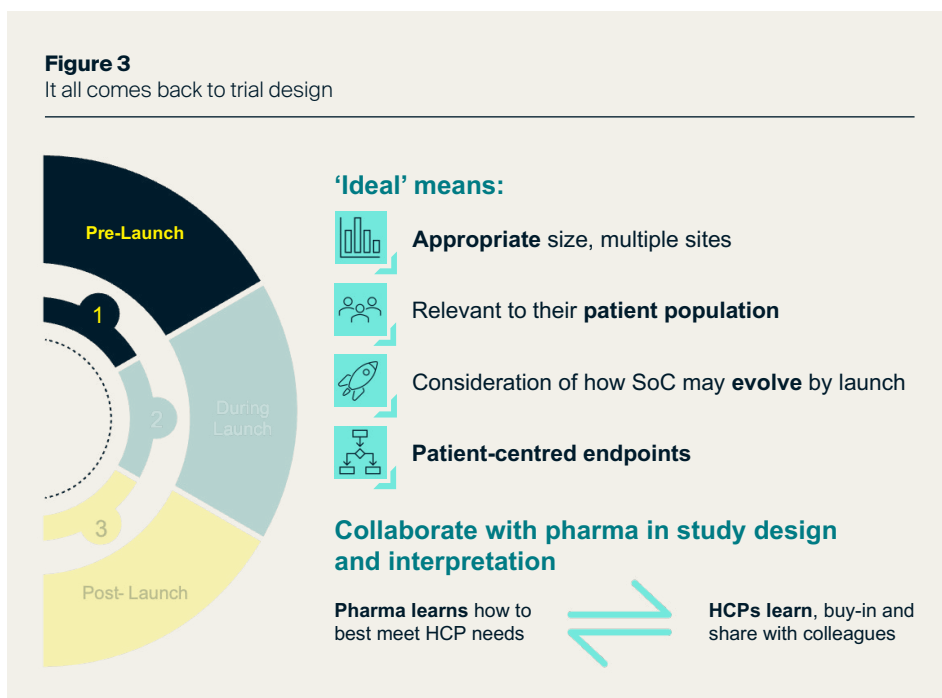 Figure 3
It all comes back to trial design
Pre-Launch
1
During
Launch
2
3
Post- Launch
‘Ideal’ means:
Appropriate size, multiple sites
Relevant to their patient population
Consideration of how SoC may evolve by launch
Patient-centred endpoints
Collaborate with pharma in study design
and interpretation
Pharma learns how to
best meet HCP needs
HCPs learn, buy-in and
share with colleagues